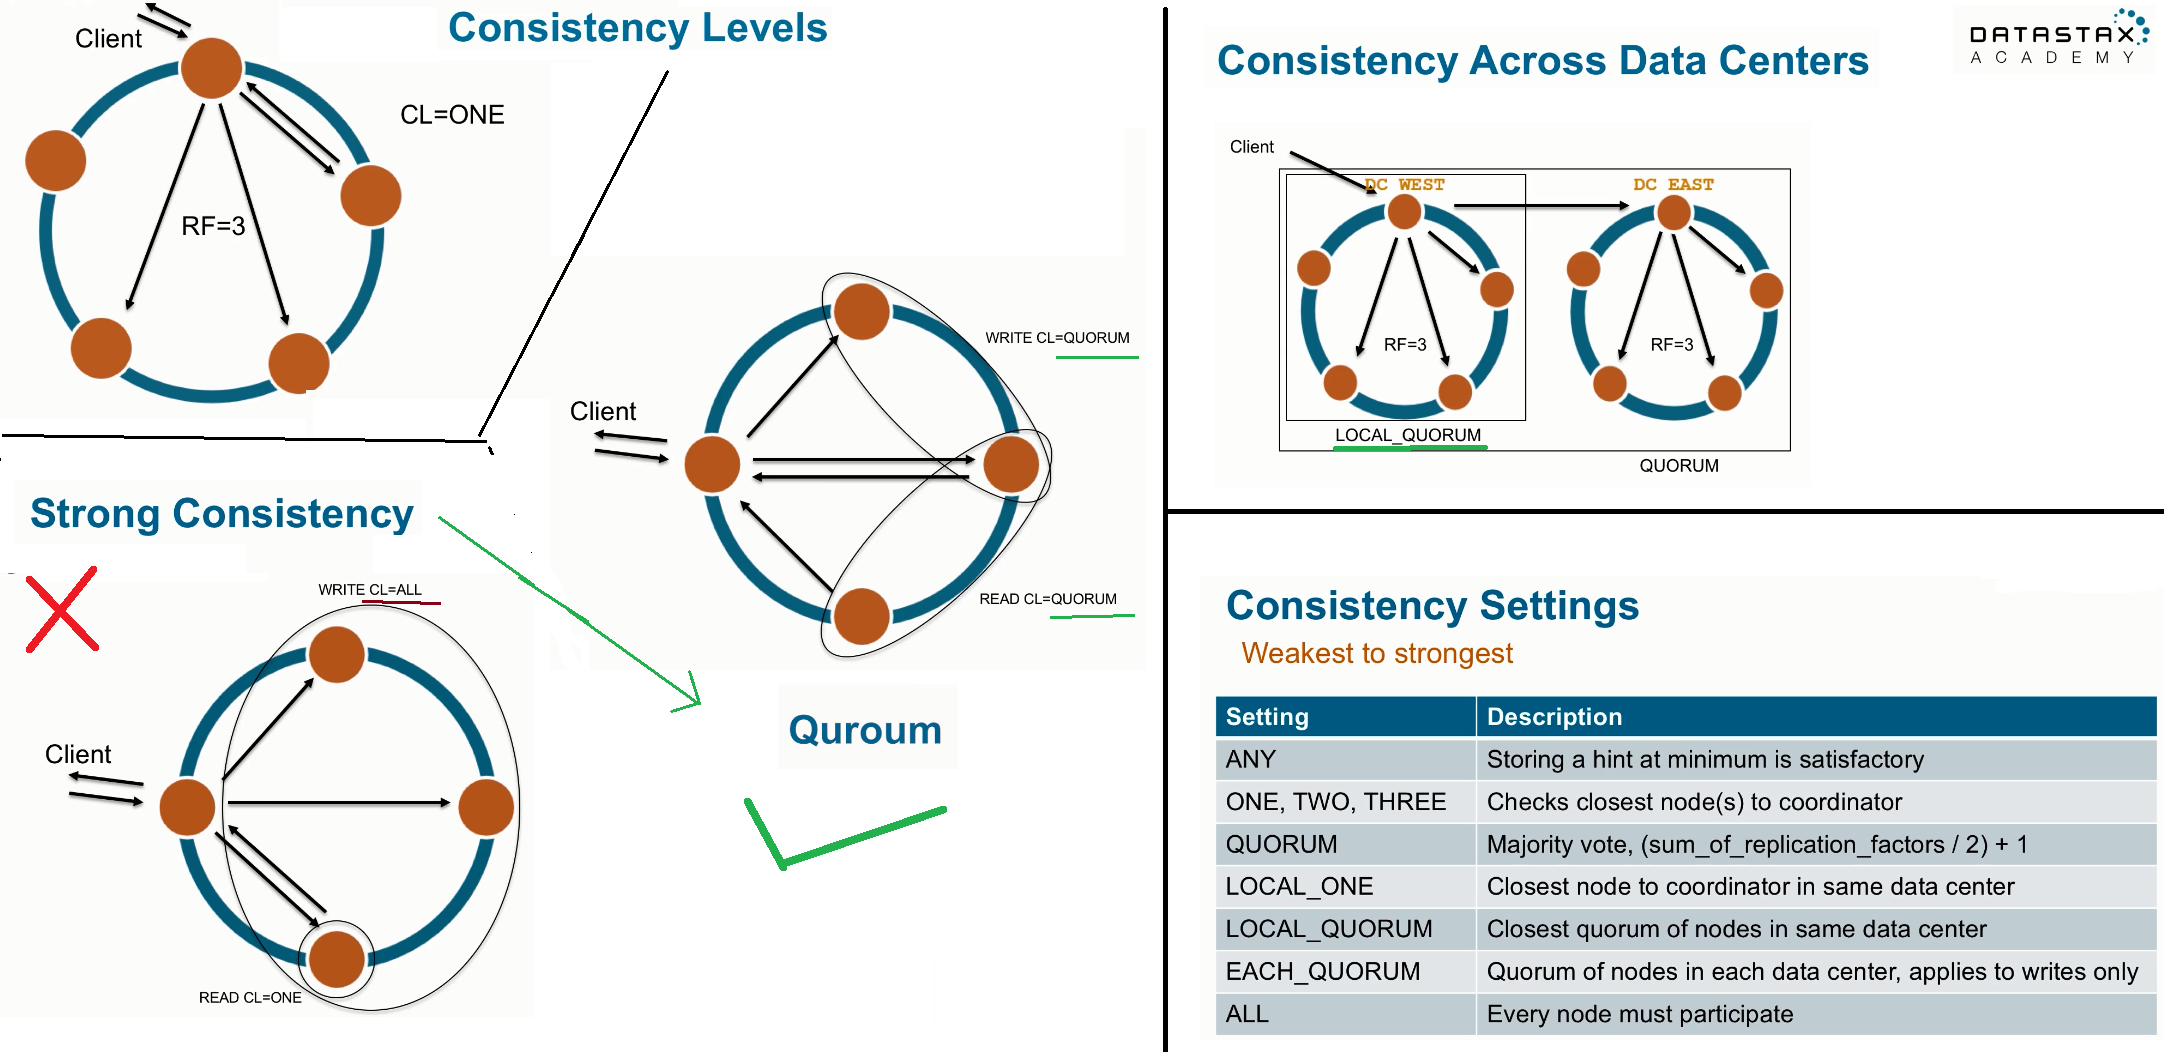 Consistency Levels
Client
CL=ONE
RF=3
Strong Consistency
WRITE CL=ALL
Client
READ CL=ONE
WRITE CL=QUORUM
Client
READ CL=QUORUM
Quroum
DATASTAX
ACADEMY
Consistency Across Data Centers
Client
DC WEST
DC EAST
RF=3
RF=3
LOCAL_QUORUM
QUORUM
Consistency Settings
Weakest to strongest
Setting Description
ANY Storing a hint at minimum is satisfactory
ONE, TWO, THREE Checks closest node(s) to coordinator
QUORUM Majority vote, (sum_of_replication_factors / 2) + 1
LOCAL_ONE Closest node to coordinator in same data center
LOCAL_QUORUM Closest quorum of nodes in same data center
EACH_QUORUM Quorum of nodes in each data center, applies to writes only
ALL Every node must participate